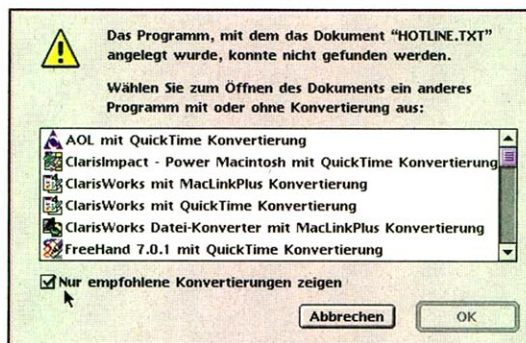 Das Programm, mit dem das Dokument “HOTLINE.TXT”
angelegt wurde, konnte nicht gefunden werden.
Wählen Sie zum Öffnen des Dokuments ein anderes
Programm mit oder ohne Konvertierung aus:
AOL mit QuickTime Konvertierung
ClarisImpact - Power Macintosh mit QuickTime Konvertierung
ClarisWorks mit MacLinkPlus Konvertierung
ClarisWorks mit QuickTime Konvertierung
ClarisWorks Datei-Konverter mit MacLinkPlus Konvertierung
FreeHand 7.0.1 mit QuickTime Konvertierung
Nur empfohlene Konvertierungen zeigen
Abbrechen OK